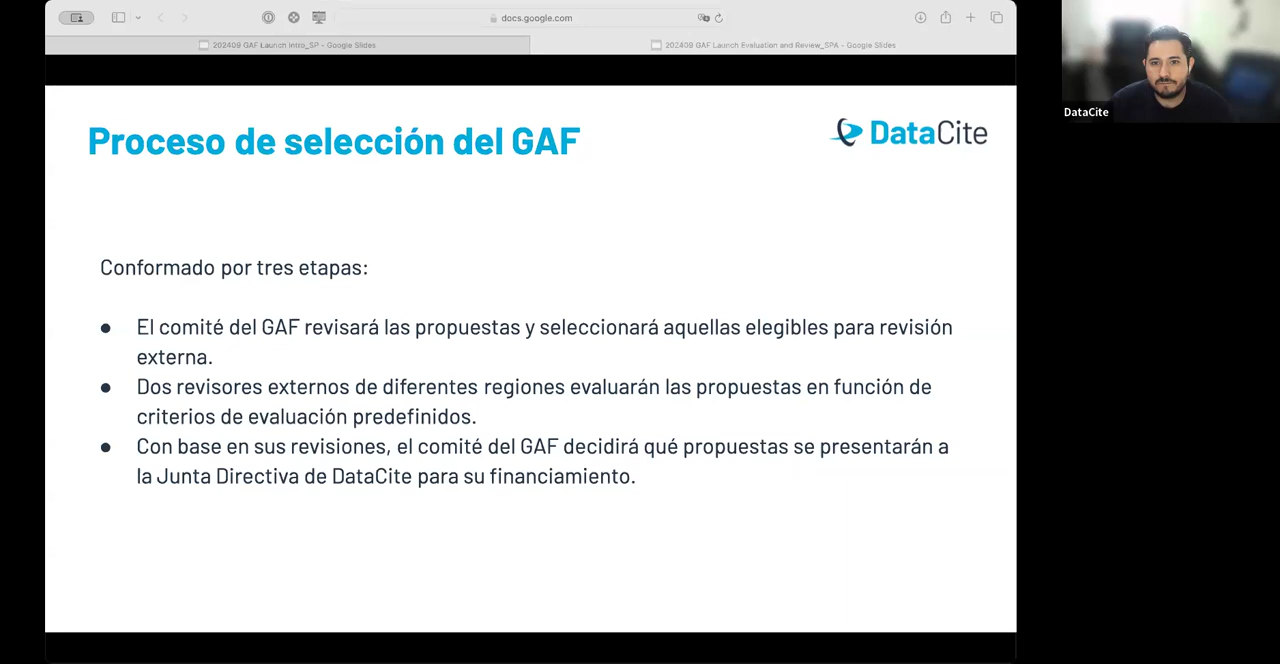 docs.google.com
202409 GAF Launch Intro_SP - Google Slides
202409 GAF Launch Evaluation and Review_SPA - Google Slides
Proceso de selección del GAF
DataCite
DataCite
Conformado por tres etapas:
● El comité del GAF revisará las propuestas y seleccionará aquellas elegibles para revisión
externa.
● Dos revisores externos de diferentes regiones evaluarán las propuestas en función de
criterios de evaluación predefinidos.
● Con base en sus revisiones, el comité del GAF decidirá qué propuestas se presentarán a
la Junta Directiva de DataCite para su financiamiento.